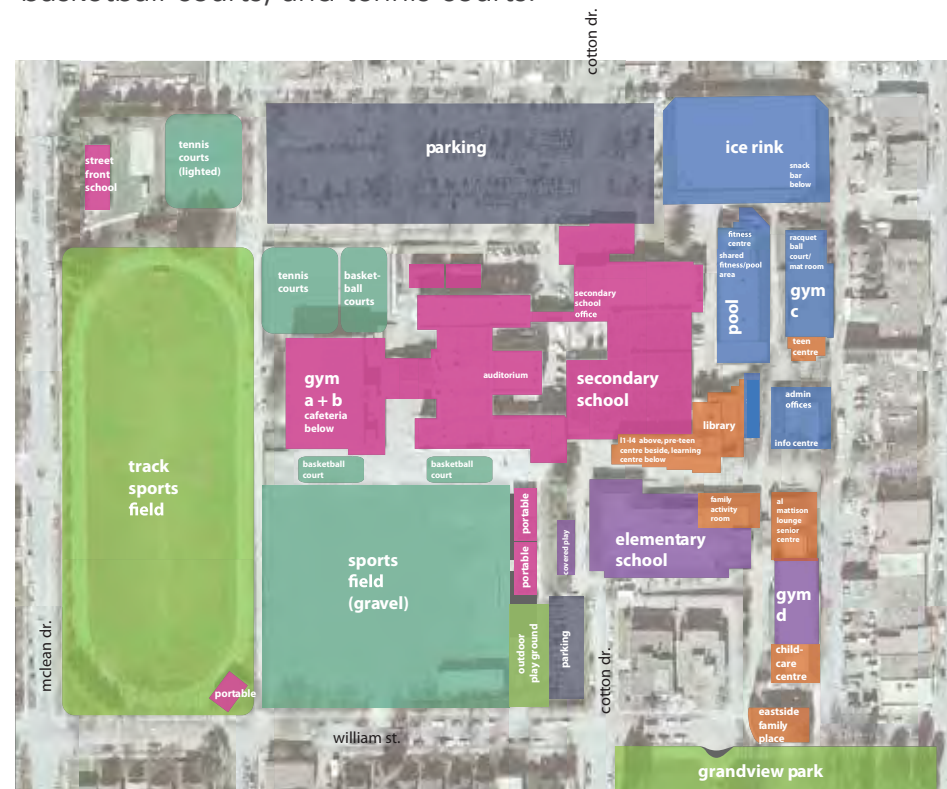 basketball courts, and tennis courts.
cotton dr.
parking
ice rink
snack
bar
below
street
front
school
tennis
courts
(lighted)
fitness
centre
shared
fitness/pool
area
pool
racquet
ball
court/
mat room
gym
c
teen
centre
tennis
courts
basket-
ball
courts
secondary
school
office
gym
a + b
cafeteria
below
auditorium
secondary
school
library
l1-l4 above, pre-teen
centre beside, learning
centre below
admin
offices
info centre
basketball
court
basketball
court
track
sports
field
sports
field
(gravel)
portable
portable
covered play
elementary
school
family
activity
room
al
mattison
lounge
senior
centre
gym
d
child-
care
centre
outdoor
play ground
parking
cotton dr.
mclean dr.
portable
eastside
family
place
william st.
grandview park